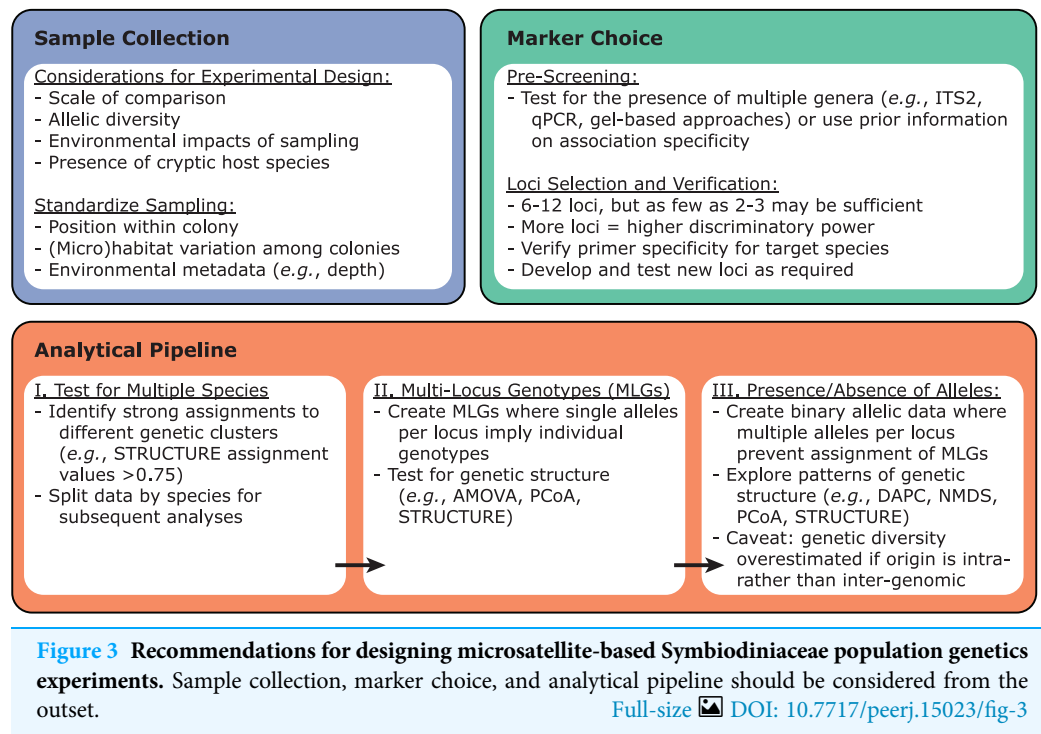 Sample Collection
Considerations for Experimental Design:
- Scale of comparison
- Allelic diversity
- Environmental impacts of sampling
- Presence of cryptic host species
Standardize Sampling:
- Position within colony
- (Micro)habitat variation among colonies
- Environmental metadata (e.g., depth)
Marker Choice
Pre-Screening:
- Test for the presence of multiple genera (e.g., ITS2,
qPCR, gel-based approaches) or use prior information
on association specificity
Loci Selection and Verification:
- 6-12 loci, but as few as 2-3 may be sufficient
- More loci = higher discriminatory power
- Verify primer specificity for target species
- Develop and test new loci as required
Analytical Pipeline
I. Test for Multiple Species
- Identify strong assignments to
different genetic clusters
(e.g., STRUCTURE assignment
values >0.75)
- Split data by species for
subsequent analyses
II. Multi-Locus Genotypes (MLGs)
- Create MLGs where single alleles
per locus imply individual
genotypes
- Test for genetic structure
(e.g., AMOVA, PCoA,
STRUCTURE)
III. Presence/Absence of Alleles:
- Create binary allelic data where
multiple alleles per locus
prevent assignment of MLGs
- Explore patterns of genetic
structure (e.g., DAPC, NMDS,
PCoA, STRUCTURE)
- Caveat: genetic diversity
overestimated if origin is intra-
rather than inter-genomic
Figure 3 Recommendations for designing microsatellite-based Symbiodiniaceae population genetics
experiments. Sample collection, marker choice, and analytical pipeline should be considered from the
outset.
Full-size DOI: 10.7717/peerj.15023/fig-3